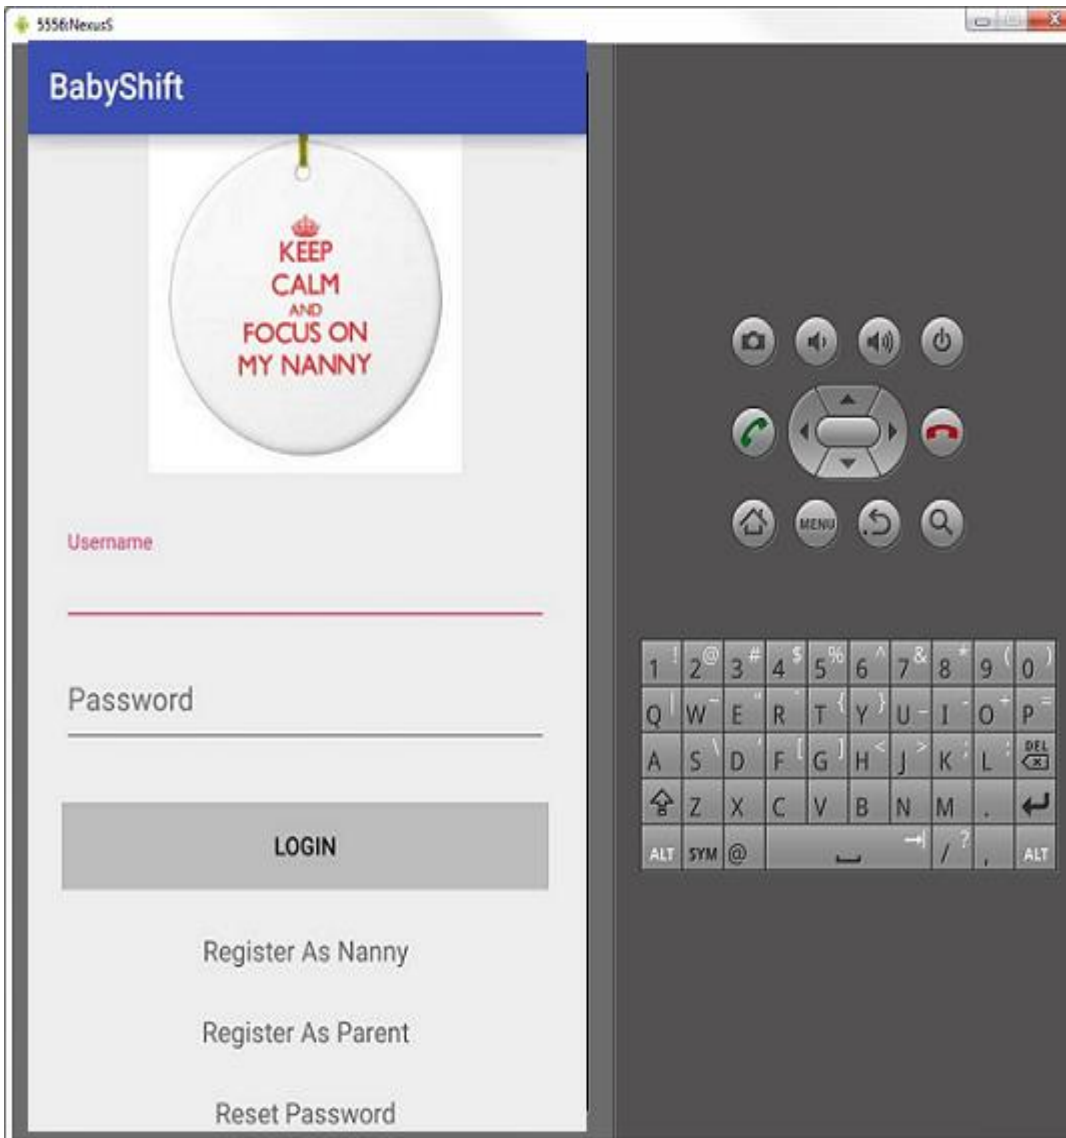 5556:NexusS
BabyShift
KEEP
CALM
AND
FOCUS ON
MY NANNY
Username
Password
LOGIN
Register As Nanny
Register As Parent
Reset Password
MENU
1 ! 2 @ 3 # 4 $ 5 % 6 ^ 7 & 8 * 9 ( 0 )
Q | W ~ E " R ` T { Y } U _ I - O + P =
A S \ D ' F [ G ] H < J > K ; L : DEL
Z X C V B N M .
ALT SYM @ / ? , ALT